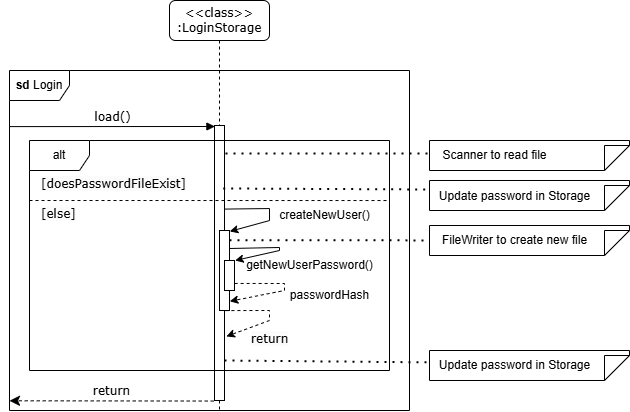 <<class>>
:LoginStorage
sd Login
load()
alt
Scanner to read file
[doesPasswordFileExist]
Update password in Storage
[else]
createNewUser()
FileWriter to create new file
getNewUserPassword()
passwordHash
return
Update password in Storage
return